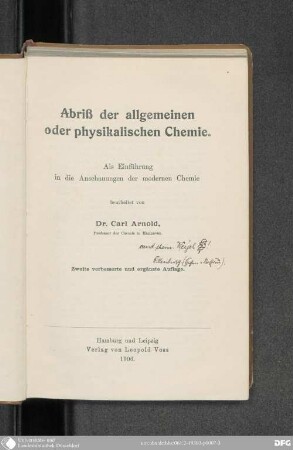 Abriß der allgemeinen
oder physikalischen Chemie.
Als Einführung
in die Anschauungen der modernen Chemie
bearbeitet von
Dr. Carl Arnold,
Professor der Chemie in Hannover.
Zweite verbesserte und ergänzte Auflage.
Hamburg und Leipzig
Verlag von Leopold Voss
1906.
Universitäts- und
Landesbibliothek Düsseldorf
DFG